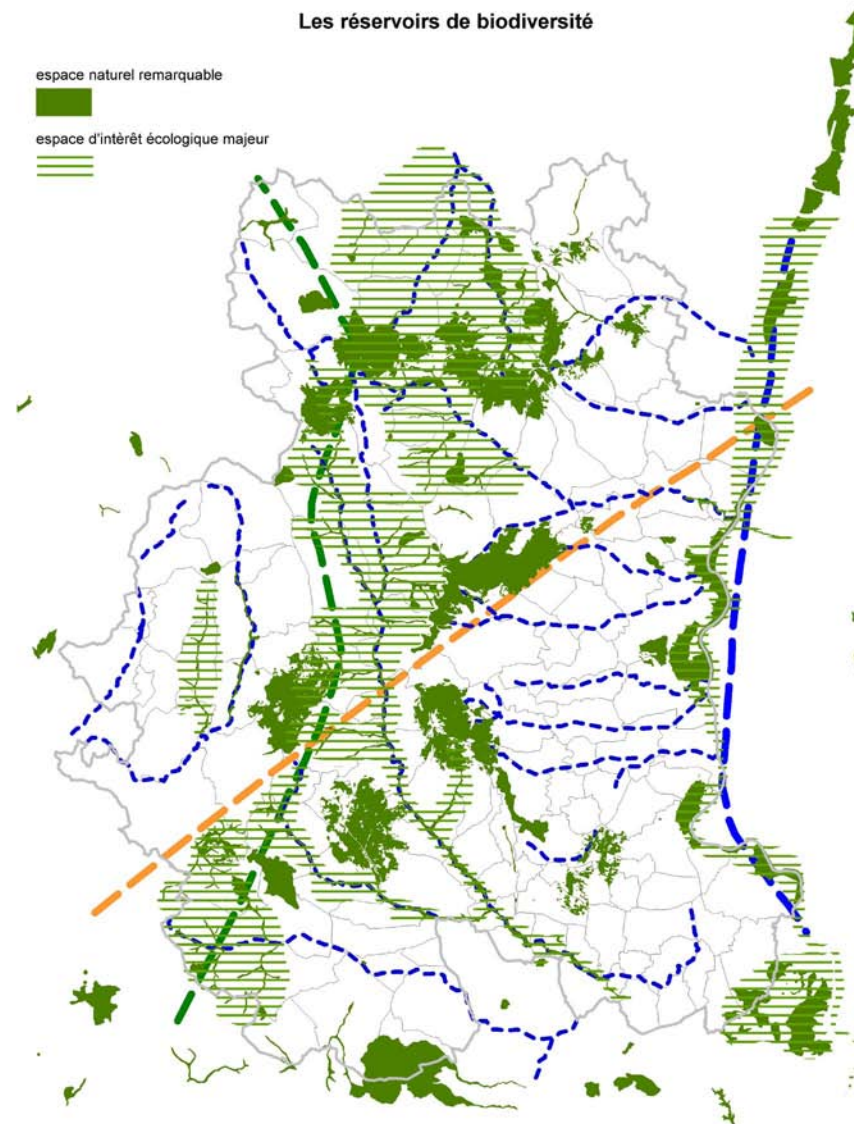 Les réservoirs de biodiversité
espace naturel remarquable
espace d'intèrêt écologique majeur